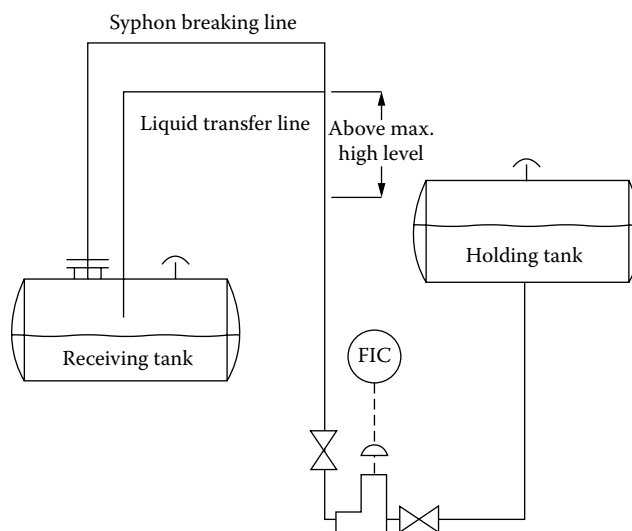 Syphon breaking line
Liquid transfer line
Above max.
high level
Holding tank
Receiving tank
FIC